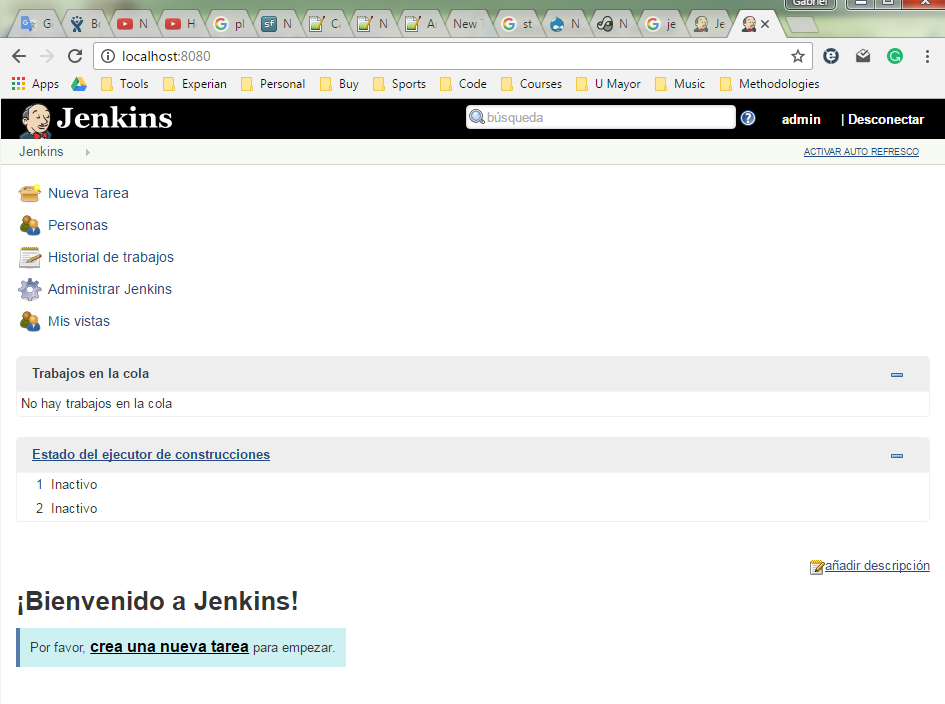 Gabriel
G
Bo
N
H
G pl
sf N
Ca
N
A
New T
G st
N
N
G je
Je
localhost:8080
Apps
Tools
Experian
Personal
Buy
Sports
Code
Courses
U Mayor
Music
Methodologies
Jenkins
búsqueda
admin
| Desconectar
Jenkins
ACTIVAR AUTO REFRESCO
Nueva Tarea
Personas
Historial de trabajos
Administrar Jenkins
Mis vistas
Trabajos en la cola
No hay trabajos en la cola
Estado del ejecutor de construcciones
1 Inactivo
2 Inactivo
añadir descripción
¡Bienvenido a Jenkins!
Por favor, crea una nueva tarea para empezar.